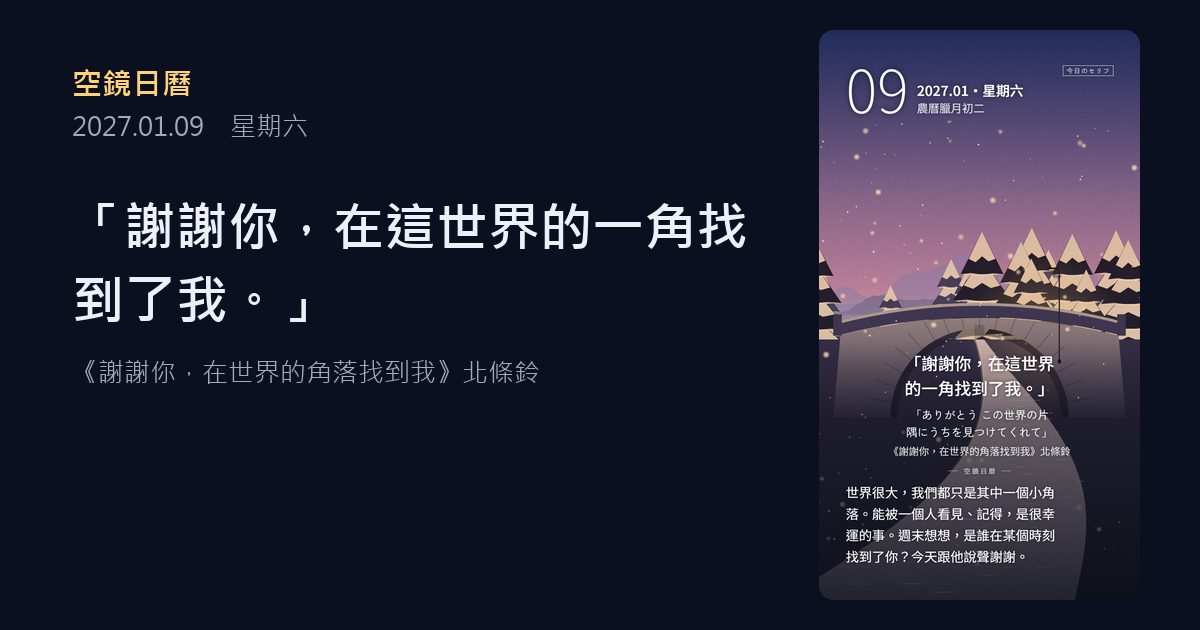 空鏡日曆
2027.01.09 星期六
「謝謝你，在這世界的一角找
到了我。」
《謝謝你，在世界的角落找到我》北條鈴
09
2027.01・星期六
農曆臘月初二
今日のセリフ
「謝謝你，在這世界
的一角找到了我。」
「ありがとう この世界の片
隅にうちを見つけてくれて」
《謝謝你，在世界的角落找到我》北條鈴
— 空鏡日曆 —
世界很大，我們都只是其中一個小角
落。能被一個人看見、記得，是很幸
運的事。週末想想，是誰在某個時刻
找到了你？今天跟他說聲謝謝。